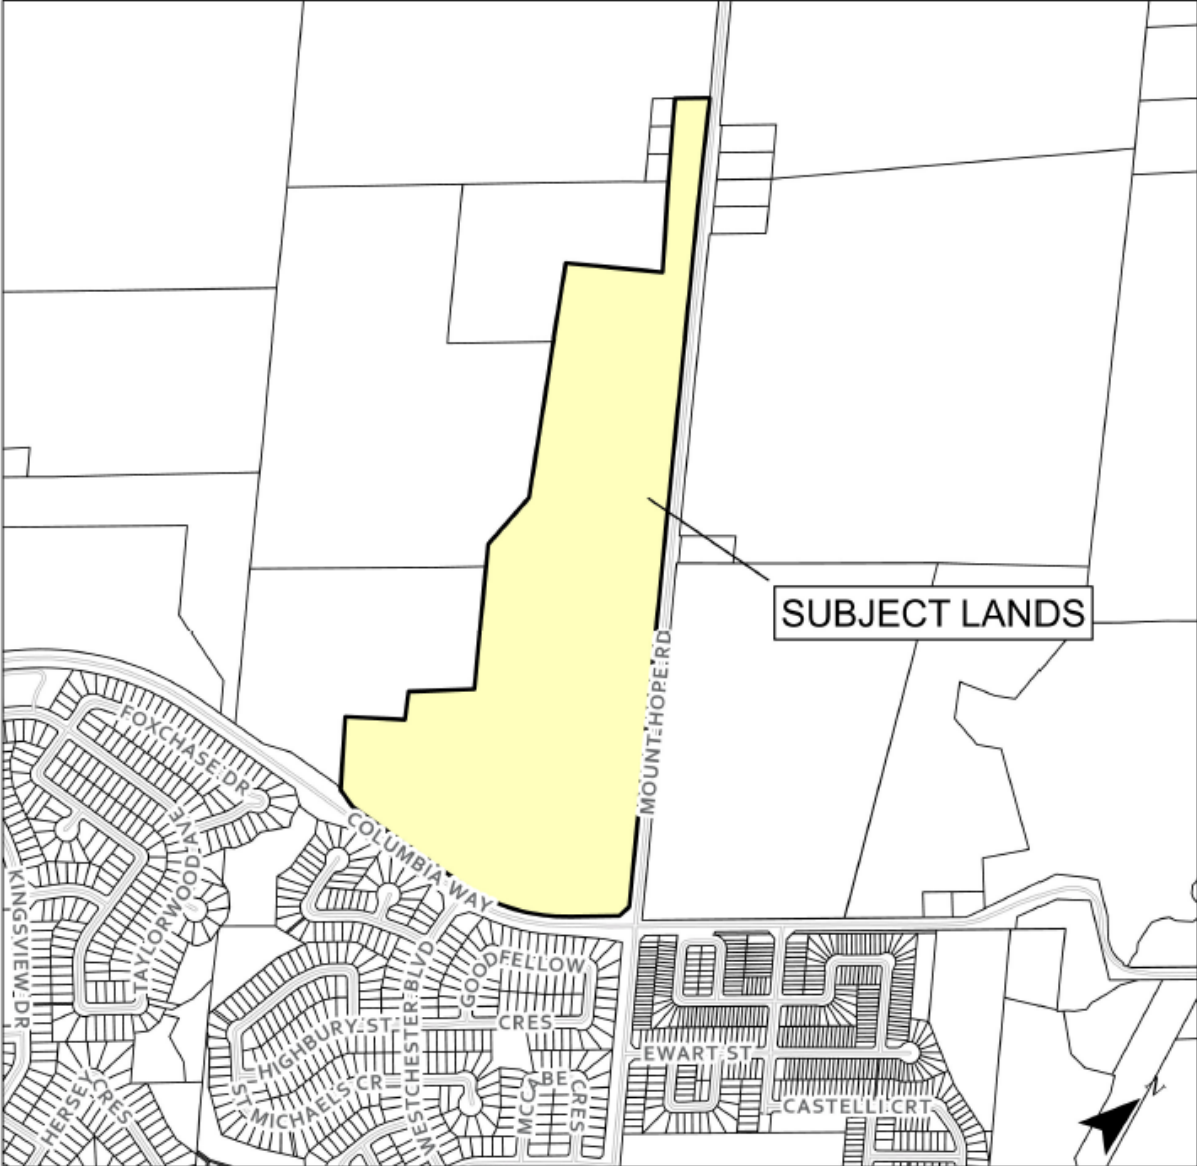 SUBJECT LANDS
MOUNT HOPE RD
FOXCHASE DR
COLUMBIA WAY
TAYLORWOOD AVE
KINGSVIEW DR
GOODFELLOW
CRES
WESTCHESTER BLVD
HIGHBURY ST
ST MICHAELS CR
EWART ST
MCCABE
CRES
CASTELLI CRT
HERSEY CRES
N